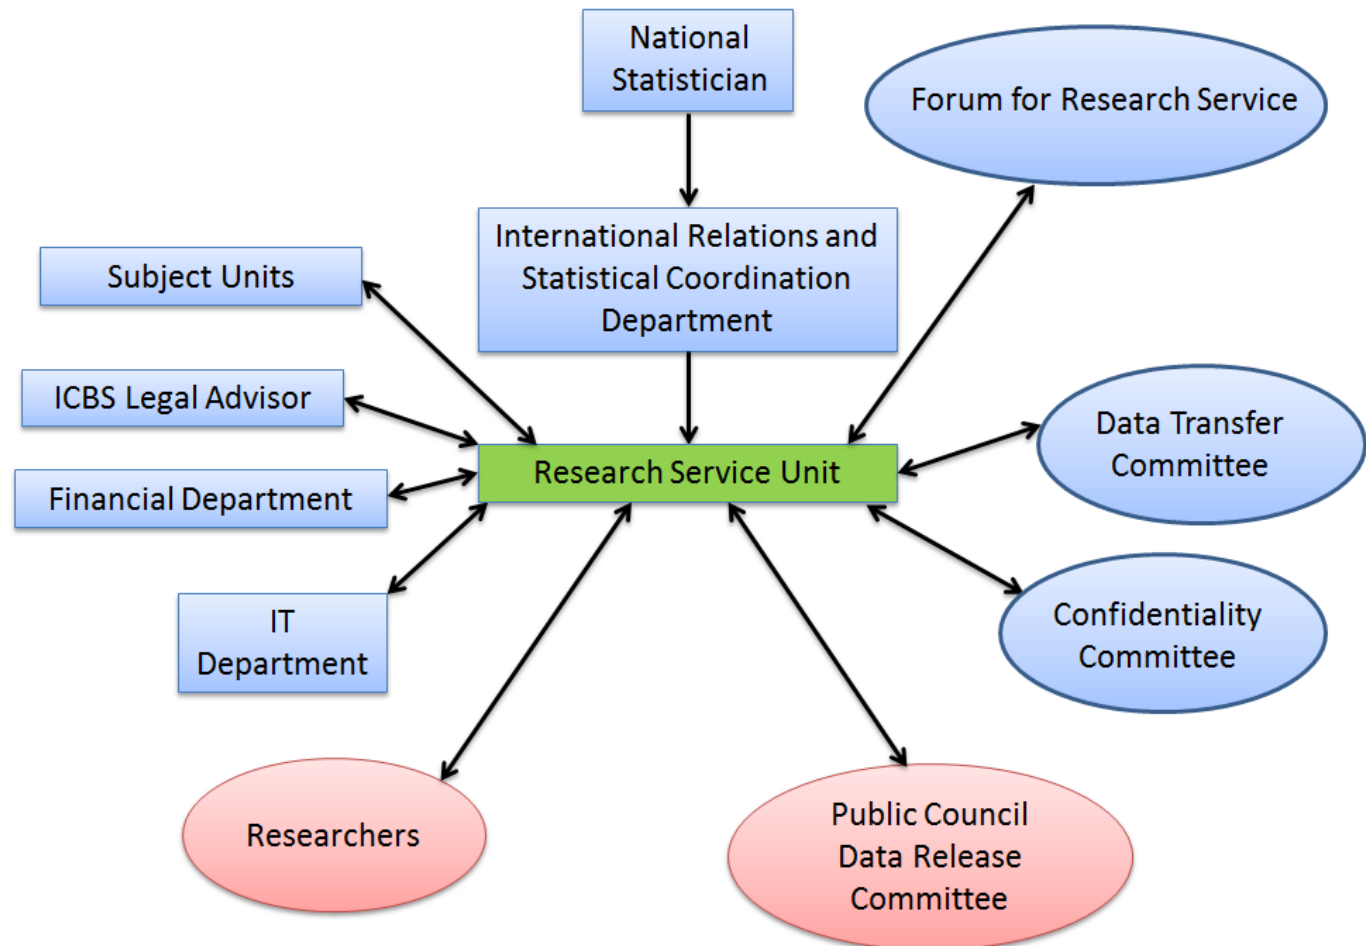 National
Statistician
Forum for Research Service
International Relations and
Statistical Coordination
Department
Subject Units
ICBS Legal Advisor
Data Transfer
Committee
Research Service Unit
Financial Department
IT
Department
Confidentiality
Committee
Researchers
Public Council
Data Release
Committee